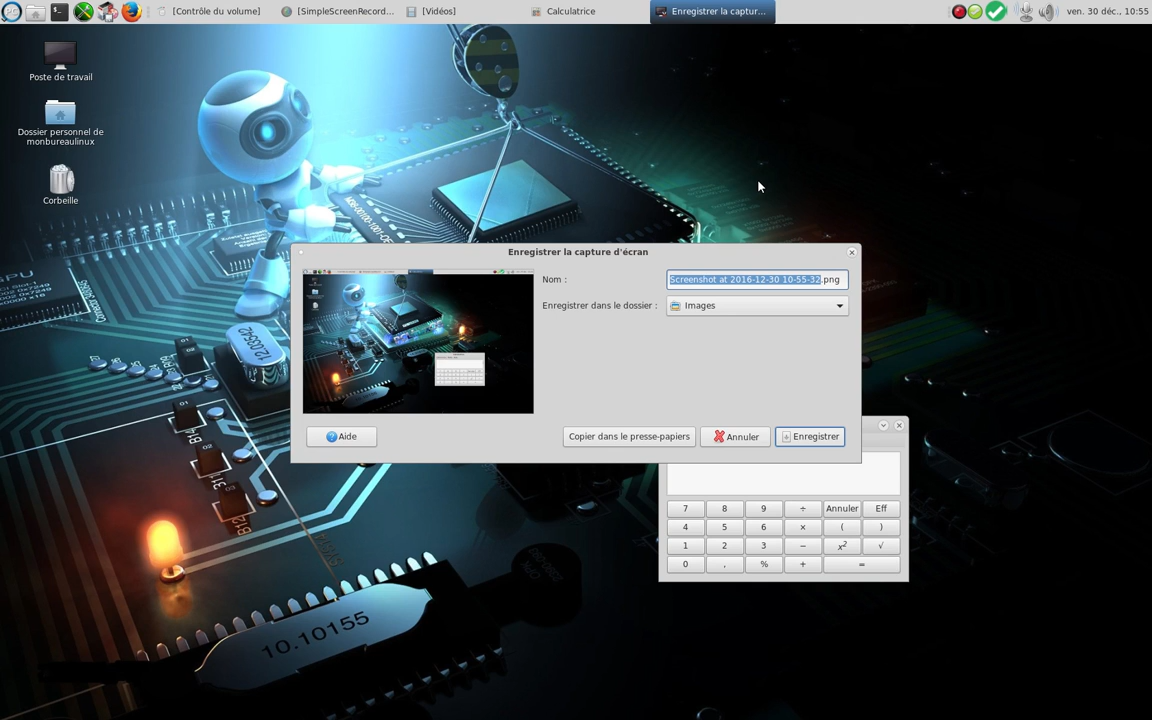 [Contrôle du volume]
[SimpleScreenRecord...
[Vidéos]
Calculatrice
Enregistrer la captur...
ven. 30 déc., 10:55
Poste de travail
Dossier personnel de
monbureaulinux
Corbeille
Enregistrer la capture d'écran
Nom :
Screenshot at 2016-12-30 10-55-32.png
Enregistrer dans le dossier :
Images
Aide
Copier dans le presse-papiers
Annuler
Enregistrer
7 8 9 ÷ Annuler Eff
4 5 6 × ( )
1 2 3 − x² √
0 , % + =
12.03542
10.10155